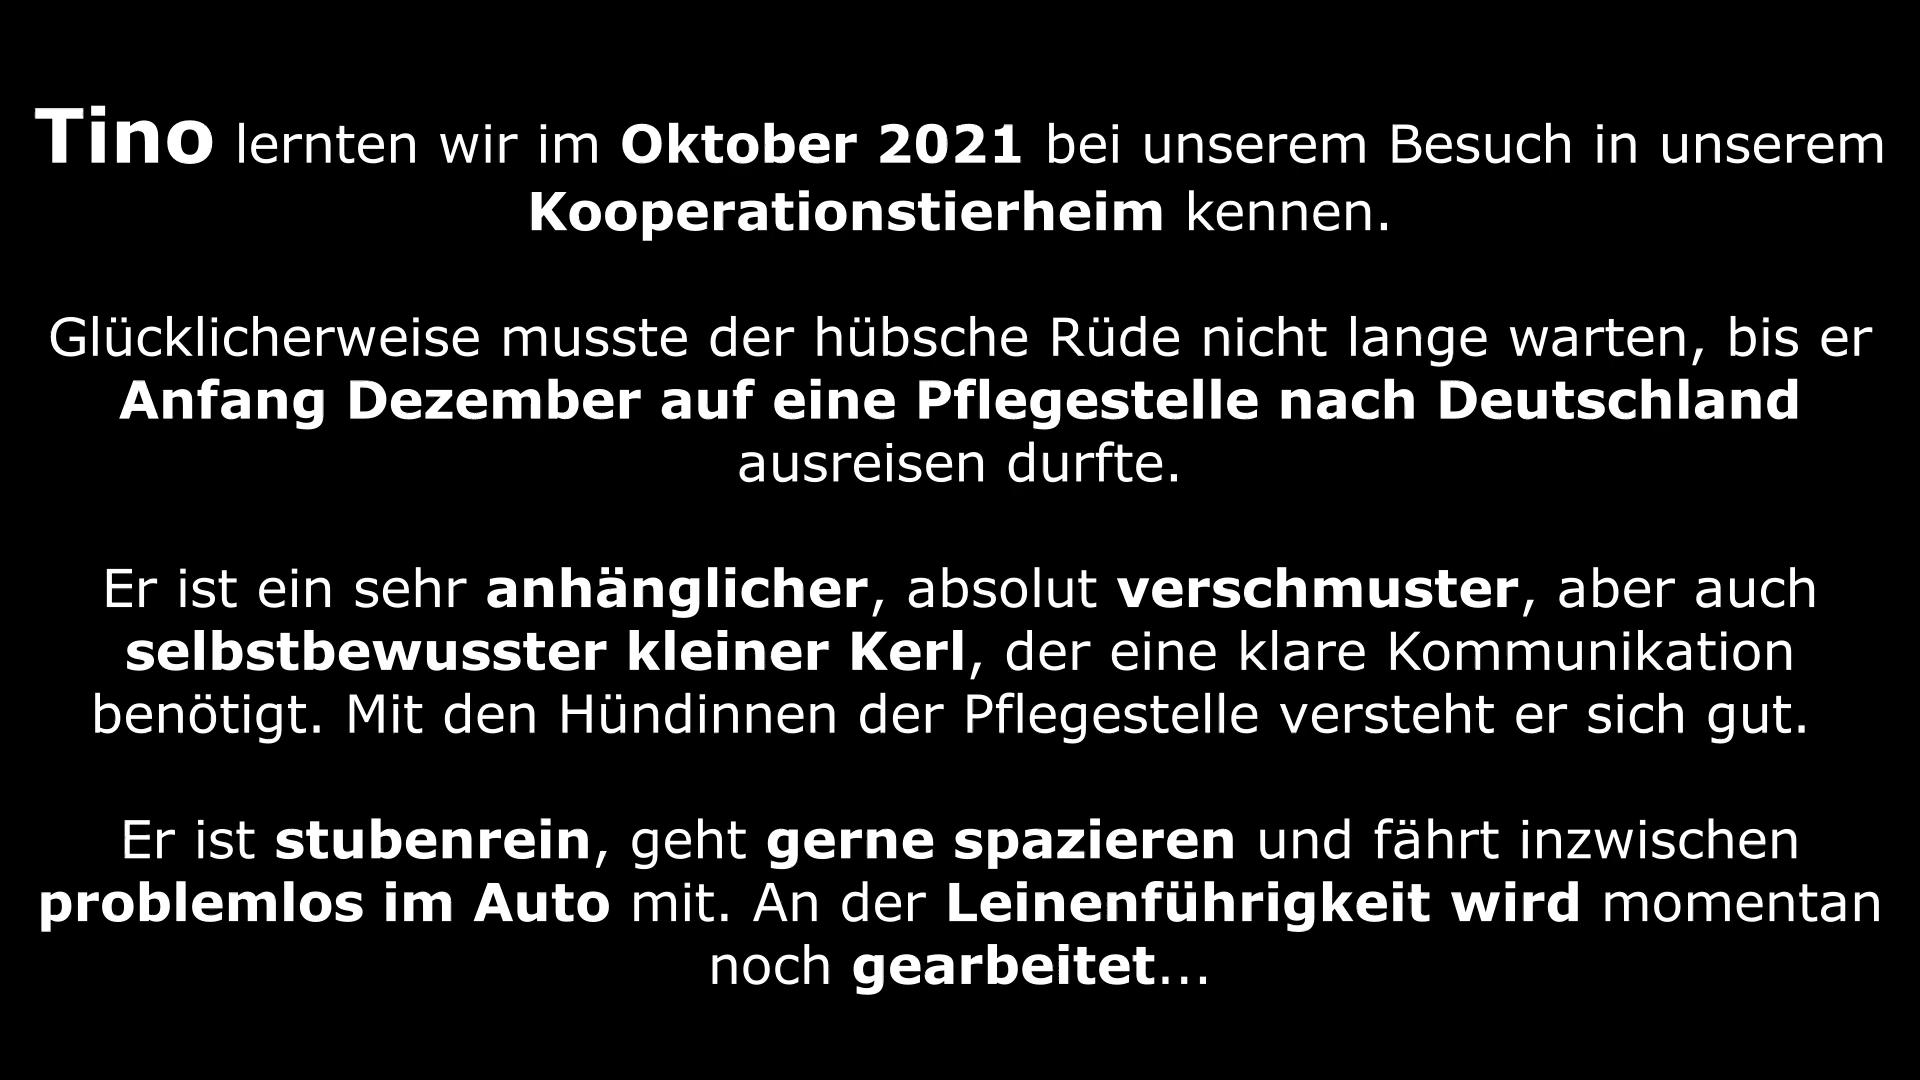 Tino lernten wir im Oktober 2021 bei unserem Besuch in unserem
Kooperationstierheim kennen.
Glücklicherweise musste der hübsche Rüde nicht lange warten, bis er
Anfang Dezember auf eine Pflegestelle nach Deutschland
ausreisen durfte.
Er ist ein sehr anhänglicher, absolut verschmuster, aber auch
selbstbewusster kleiner Kerl, der eine klare Kommunikation
benötigt. Mit den Hündinnen der Pflegestelle versteht er sich gut.
Er ist stubenrein, geht gerne spazieren und fährt inzwischen
problemlos im Auto mit. An der Leinenführigkeit wird momentan
noch gearbeitet...